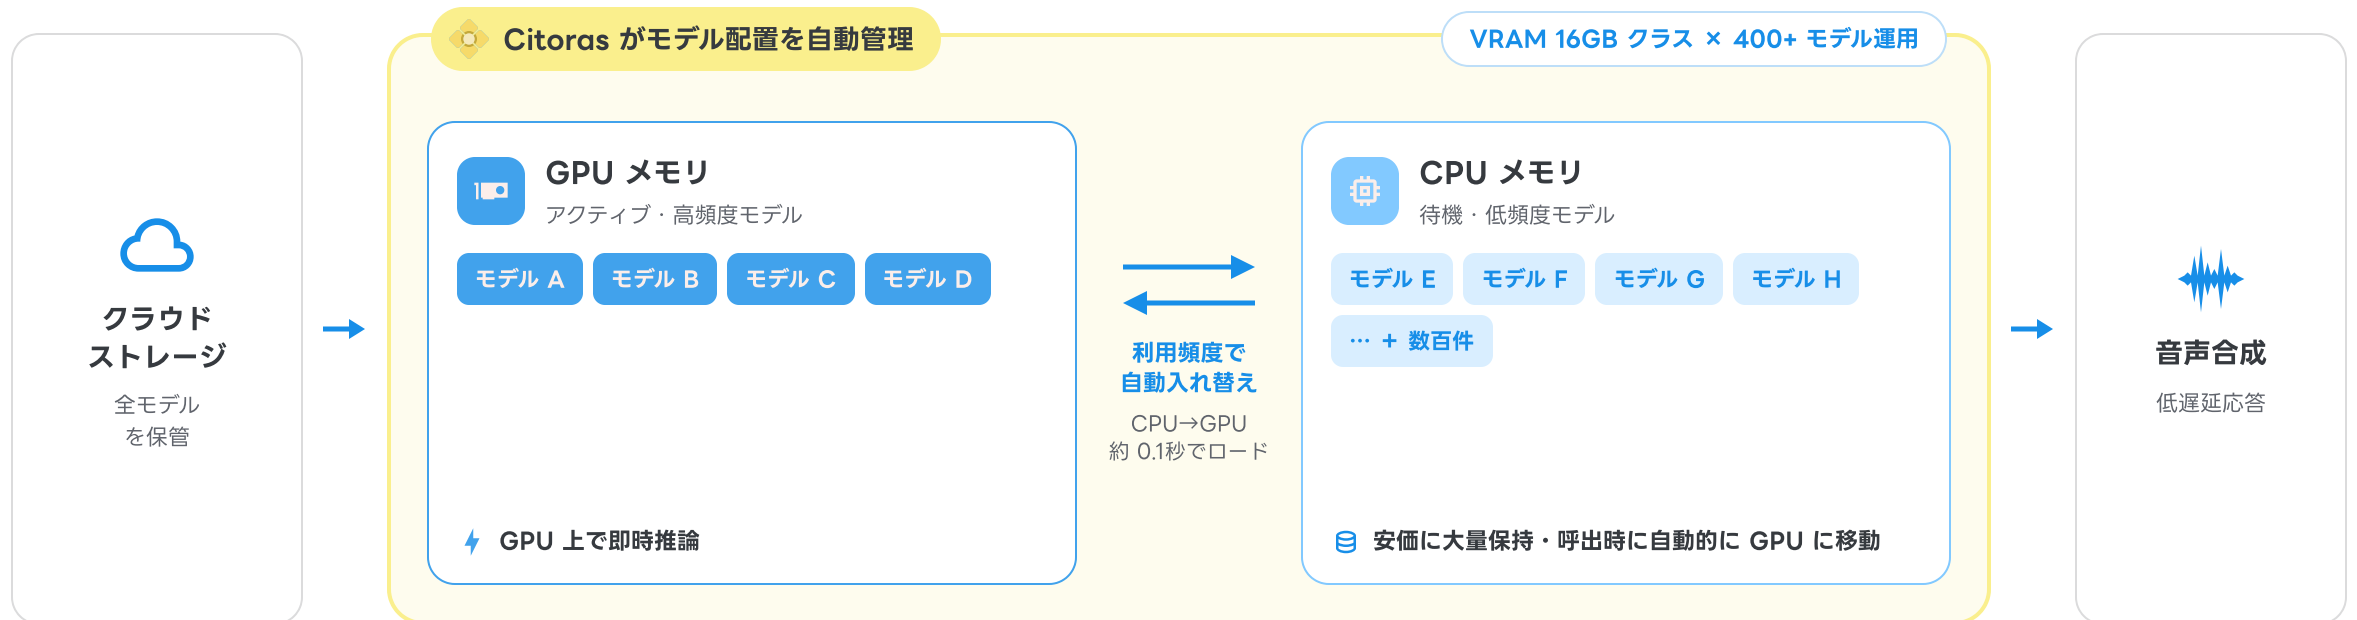 クラウド
ストレージ
全モデル
を保管
Citoras がモデル配置を自動管理
VRAM 16GB クラス × 400+ モデル運用
GPU メモリ
アクティブ・高頻度モデル
モデル A モデル B モデル C モデル D
GPU 上で即時推論
利用頻度で
自動入れ替え
CPU→GPU
約 0.1秒でロード
CPU メモリ
待機・低頻度モデル
モデル E モデル F モデル G モデル H
… + 数百件
安価に大量保持・呼出時に自動的に GPU に移動
音声合成
低遅延応答